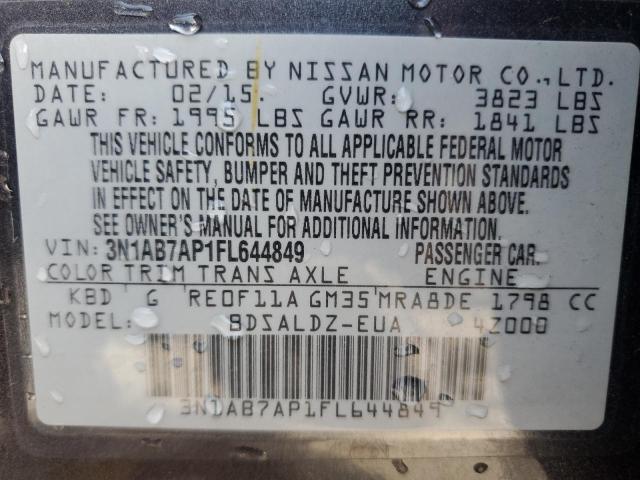 MANUFACTURED BY NISSAN MOTOR CO.,LTD.
DATE: 02/15. GVWR: 3823 LBS
GAWR FR: 1995 LBS GAWR RR: 1841 LBS
THIS VEHICLE CONFORMS TO ALL APPLICABLE FEDERAL MOTOR
VEHICLE SAFETY, BUMPER AND THEFT PREVENTION STANDARDS
IN EFFECT ON THE DATE OF MANUFACTURE SHOWN ABOVE.
SEE OWNER'S MANUAL FOR ADDITIONAL INFORMATION.
VIN: 3N1AB7AP1FL644849 PASSENGER CAR.
COLOR TRIM TRANS AXLE ENGINE
KBD G RE0F11A GM35 MRA8DE 1798 CC
MODEL: BDSALDZ-EUA 4Z000
3N1AB7AP1FL644849